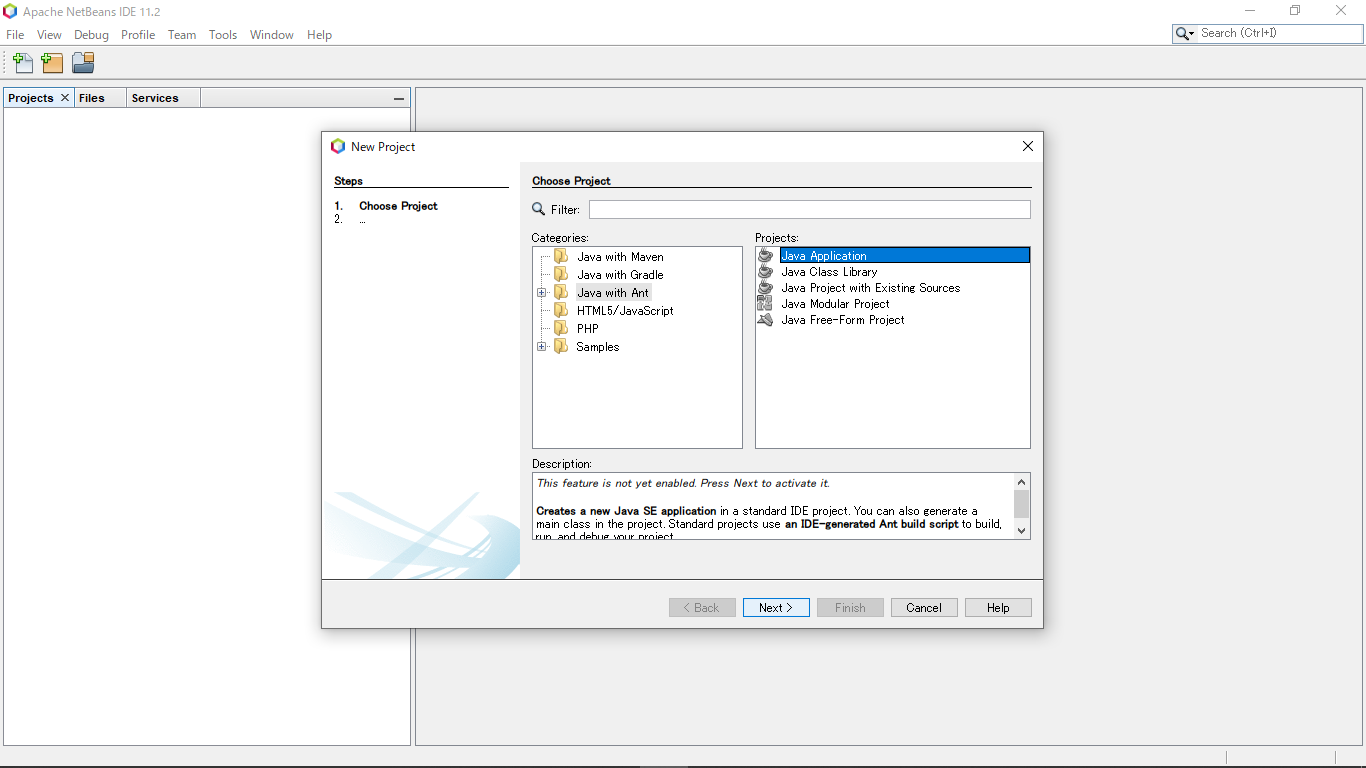 Apache NetBeans IDE 11.2
File View Debug Profile Team Tools Window Help
Search (Ctrl+I)
Projects Files Services
New Project
Steps
1. Choose Project
2. ...
Choose Project
Filter:
Categories:
Java with Maven
Java with Gradle
Java with Ant
HTML5/JavaScript
PHP
Samples
Projects:
Java Application
Java Class Library
Java Project with Existing Sources
Java Modular Project
Java Free-Form Project
Description:
This feature is not yet enabled. Press Next to activate it.
Creates a new Java SE application in a standard IDE project. You can also generate a
main class in the project. Standard projects use an IDE-generated Ant build script to build,
run, and debug your project.
< Back Next > Finish Cancel Help